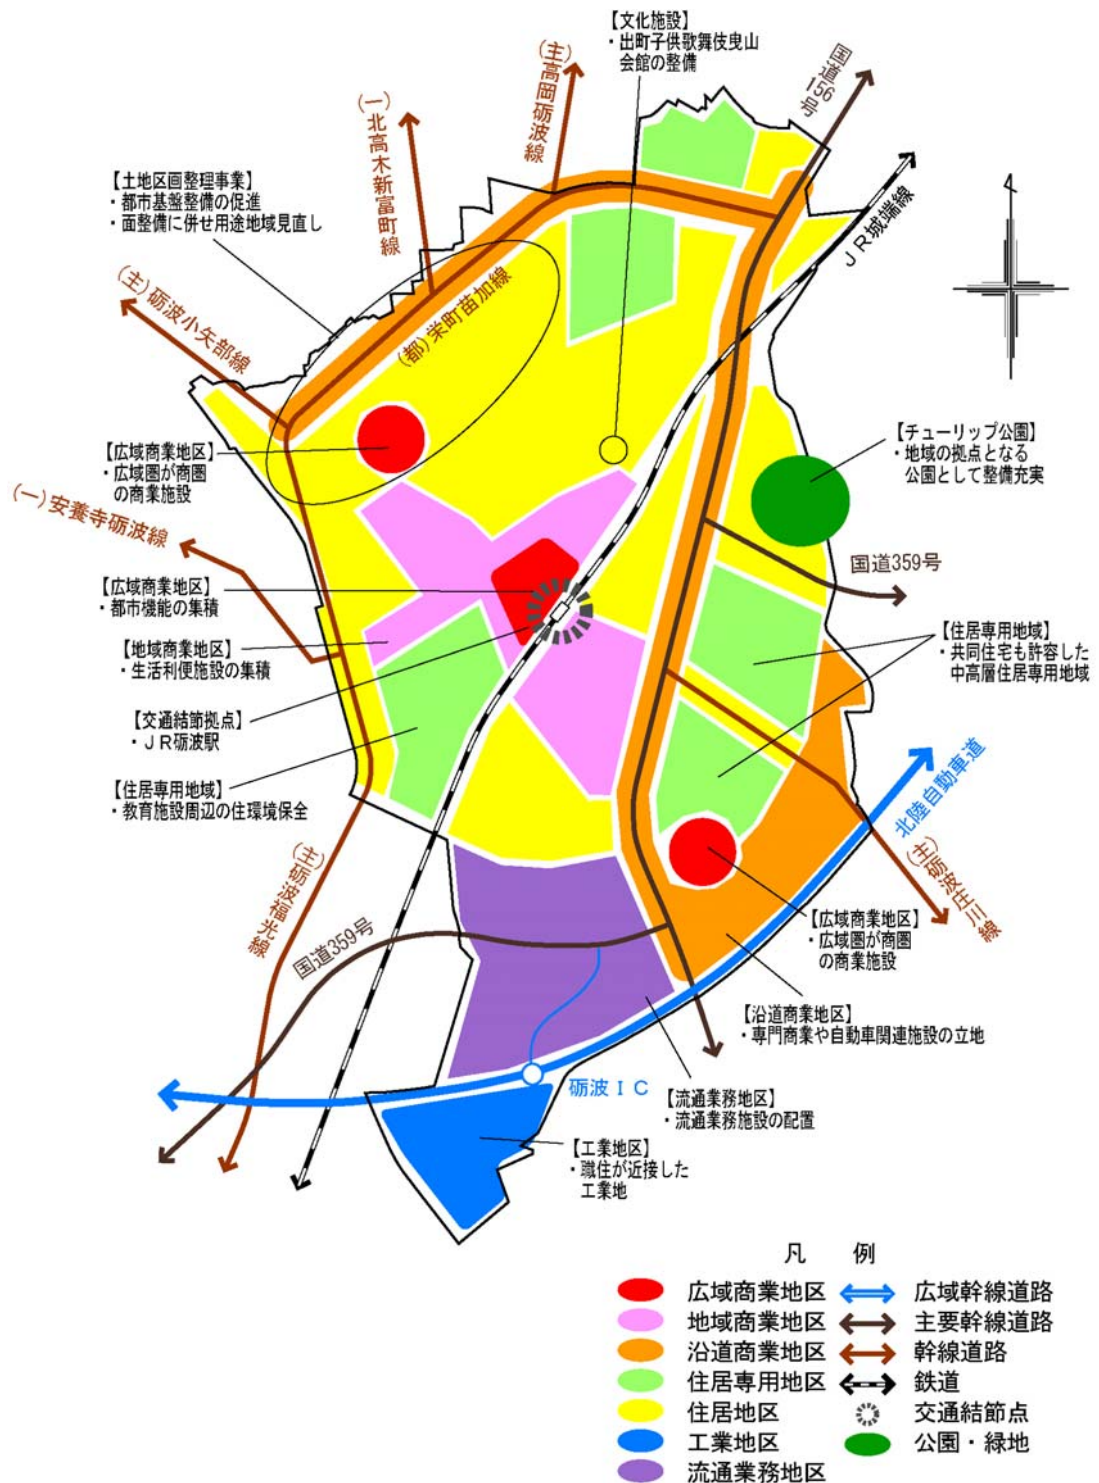 【文化施設】
・出町子供歌舞伎曳山
会館の整備
国道156号
(主)高岡砺波線
(一)北高木新富町線
【土地区画整理事業】
・都市基盤整備の促進
・面整備に併せ用途地域見直し
JR城端線
(主)砺波小矢部線
(都)栄町苗加線
【広域商業地区】
・広域圏が商圏
の商業施設
【チューリップ公園】
・地域の拠点となる
公園として整備充実
(一)安養寺砺波線
国道359号
【広域商業地区】
・都市機能の集積
【地域商業地区】
・生活利便施設の集積
【住居専用地域】
・共同住宅も許容した
中高層住居専用地域
【交通結節拠点】
・JR砺波駅
【住居専用地域】
・教育施設周辺の住環境保全
北陸自動車道
(主)砺波福光線
(主)砺波庄川線
国道359号
【広域商業地区】
・広域圏が商圏
の商業施設
【沿道商業地区】
・専門商業や自動車関連施設の立地
砺波IC
【流通業務地区】
・流通業務施設の配置
【工業地区】
・職住が近接した
工業地
凡 例
広域商業地区
広域幹線道路
地域商業地区
主要幹線道路
沿道商業地区
幹線道路
住居専用地区
鉄道
住居地区
交通結節点
工業地区
公園・緑地
流通業務地区